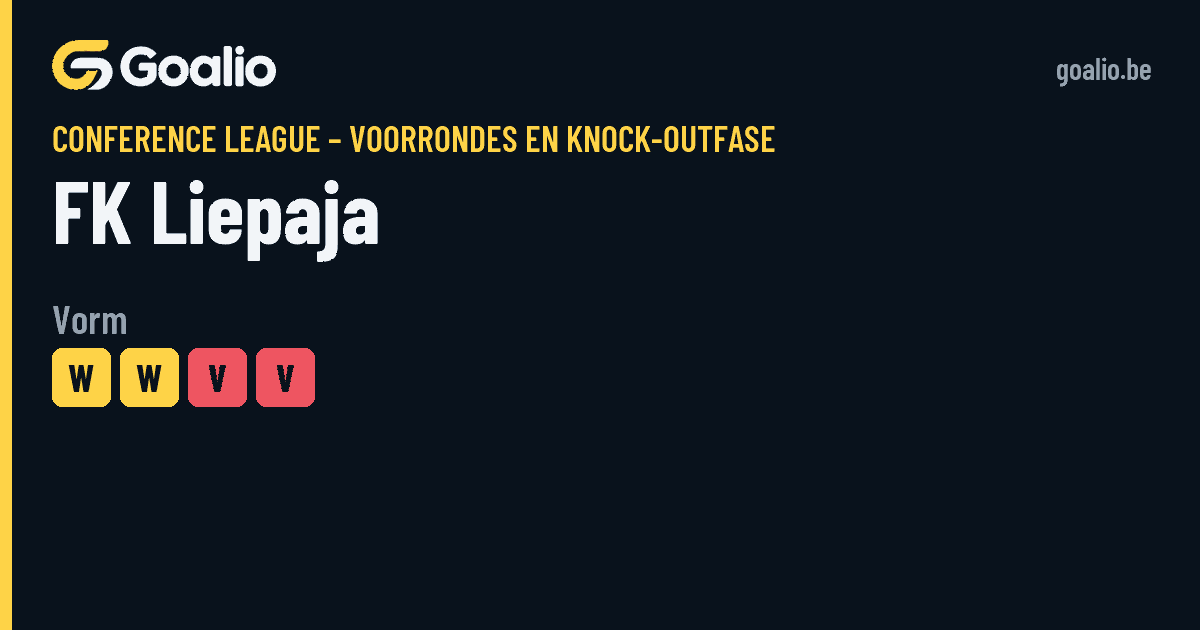 Goalio
goalio.be
CONFERENCE LEAGUE – VOORRONDES EN KNOCK-OUTFASE
FK Liepaja
Vorm
W W V V